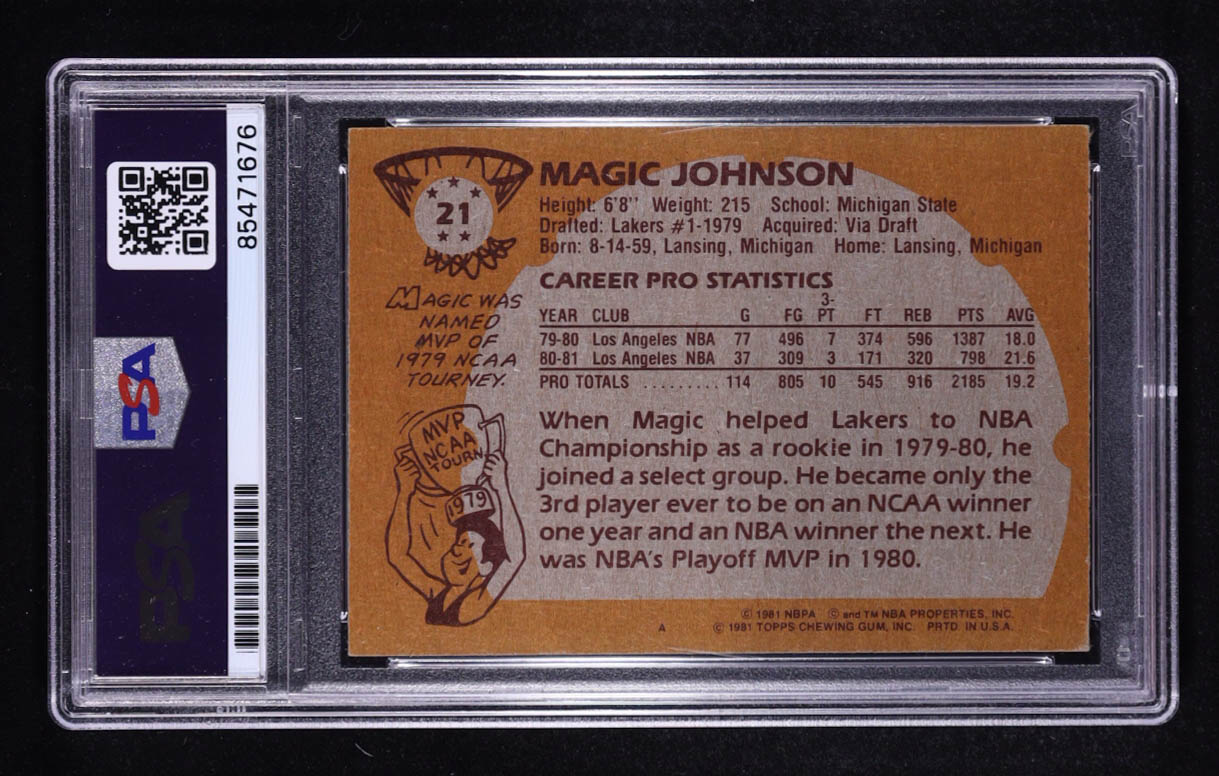 85471676
PSA
PSA
21
MAGIC JOHNSON
Height: 6'8'' Weight: 215 School: Michigan State
Drafted: Lakers #1-1979 Acquired: Via Draft
Born: 8-14-59, Lansing, Michigan Home: Lansing, Michigan
MAGIC WAS
NAMED
MVP OF
1979 NCAA
TOURNEY.
MVP
NCAA
TOURN
1979
CAREER PRO STATISTICS
YEAR CLUB G FG 3-PT FT REB PTS AVG
79-80 Los Angeles NBA 77 496 7 374 596 1387 18.0
80-81 Los Angeles NBA 37 309 3 171 320 798 21.6
PRO TOTALS ......... 114 805 10 545 916 2185 19.2
When Magic helped Lakers to NBA
Championship as a rookie in 1979-80, he
joined a select group. He became only the
3rd player ever to be on an NCAA winner
one year and an NBA winner the next. He
was NBA's Playoff MVP in 1980.
© 1981 NBPA © and TM NBA PROPERTIES, INC.
A © 1981 TOPPS CHEWING GUM, INC. PRTD. IN U.S.A.